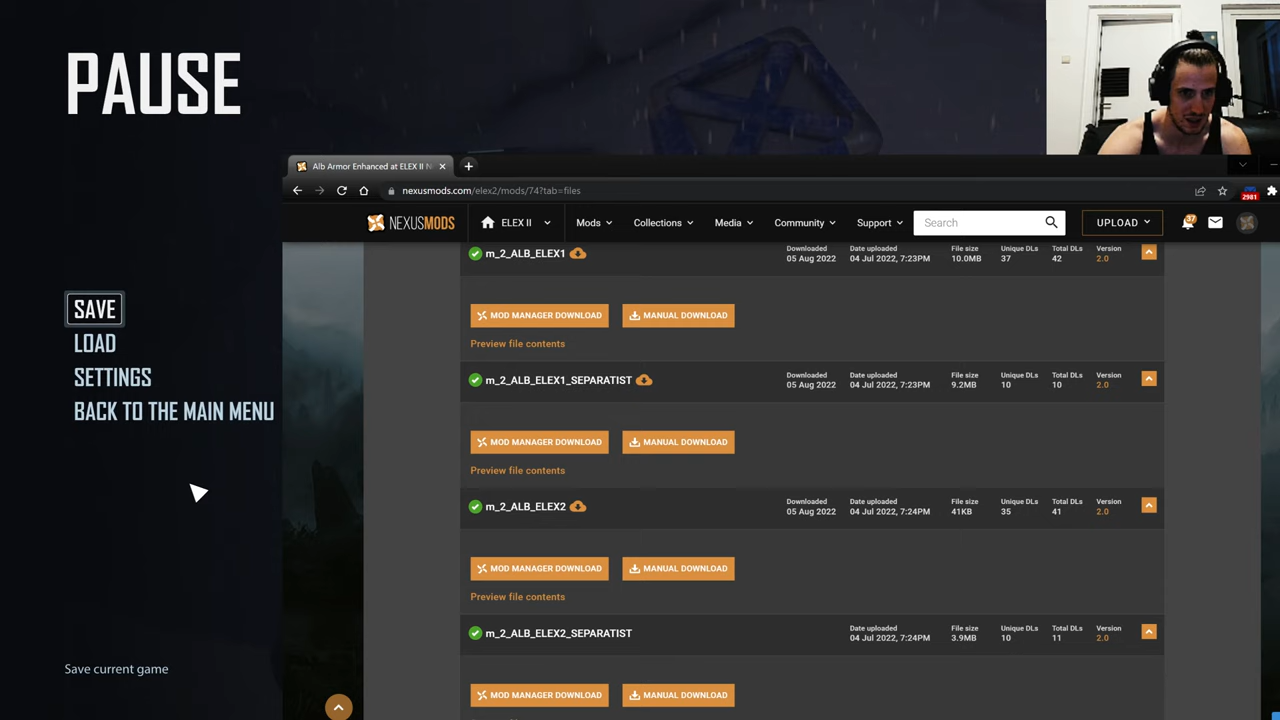 PAUSE
SAVE
LOAD
SETTINGS
BACK TO THE MAIN MENU
Save current game
Alb Armor Enhanced at ELEX II N
nexusmods.com/elex2/mods/74?tab=files
2981
NEXUSMODS
ELEX II
Mods
Collections
Media
Community
Support
Search
UPLOAD
37
m_2_ALB_ELEX1
Downloaded
05 Aug 2022
Date uploaded
04 Jul 2022, 7:23PM
File size
10.0MB
Unique DLs
37
Total DLs
42
Version
2.0
MOD MANAGER DOWNLOAD
MANUAL DOWNLOAD
Preview file contents
m_2_ALB_ELEX1_SEPARATIST
Downloaded
05 Aug 2022
Date uploaded
04 Jul 2022, 7:23PM
File size
9.2MB
Unique DLs
10
Total DLs
10
Version
2.0
MOD MANAGER DOWNLOAD
MANUAL DOWNLOAD
Preview file contents
m_2_ALB_ELEX2
Downloaded
05 Aug 2022
Date uploaded
04 Jul 2022, 7:24PM
File size
41KB
Unique DLs
35
Total DLs
41
Version
2.0
MOD MANAGER DOWNLOAD
MANUAL DOWNLOAD
Preview file contents
m_2_ALB_ELEX2_SEPARATIST
Date uploaded
04 Jul 2022, 7:24PM
File size
3.9MB
Unique DLs
10
Total DLs
11
Version
2.0
MOD MANAGER DOWNLOAD
MANUAL DOWNLOAD